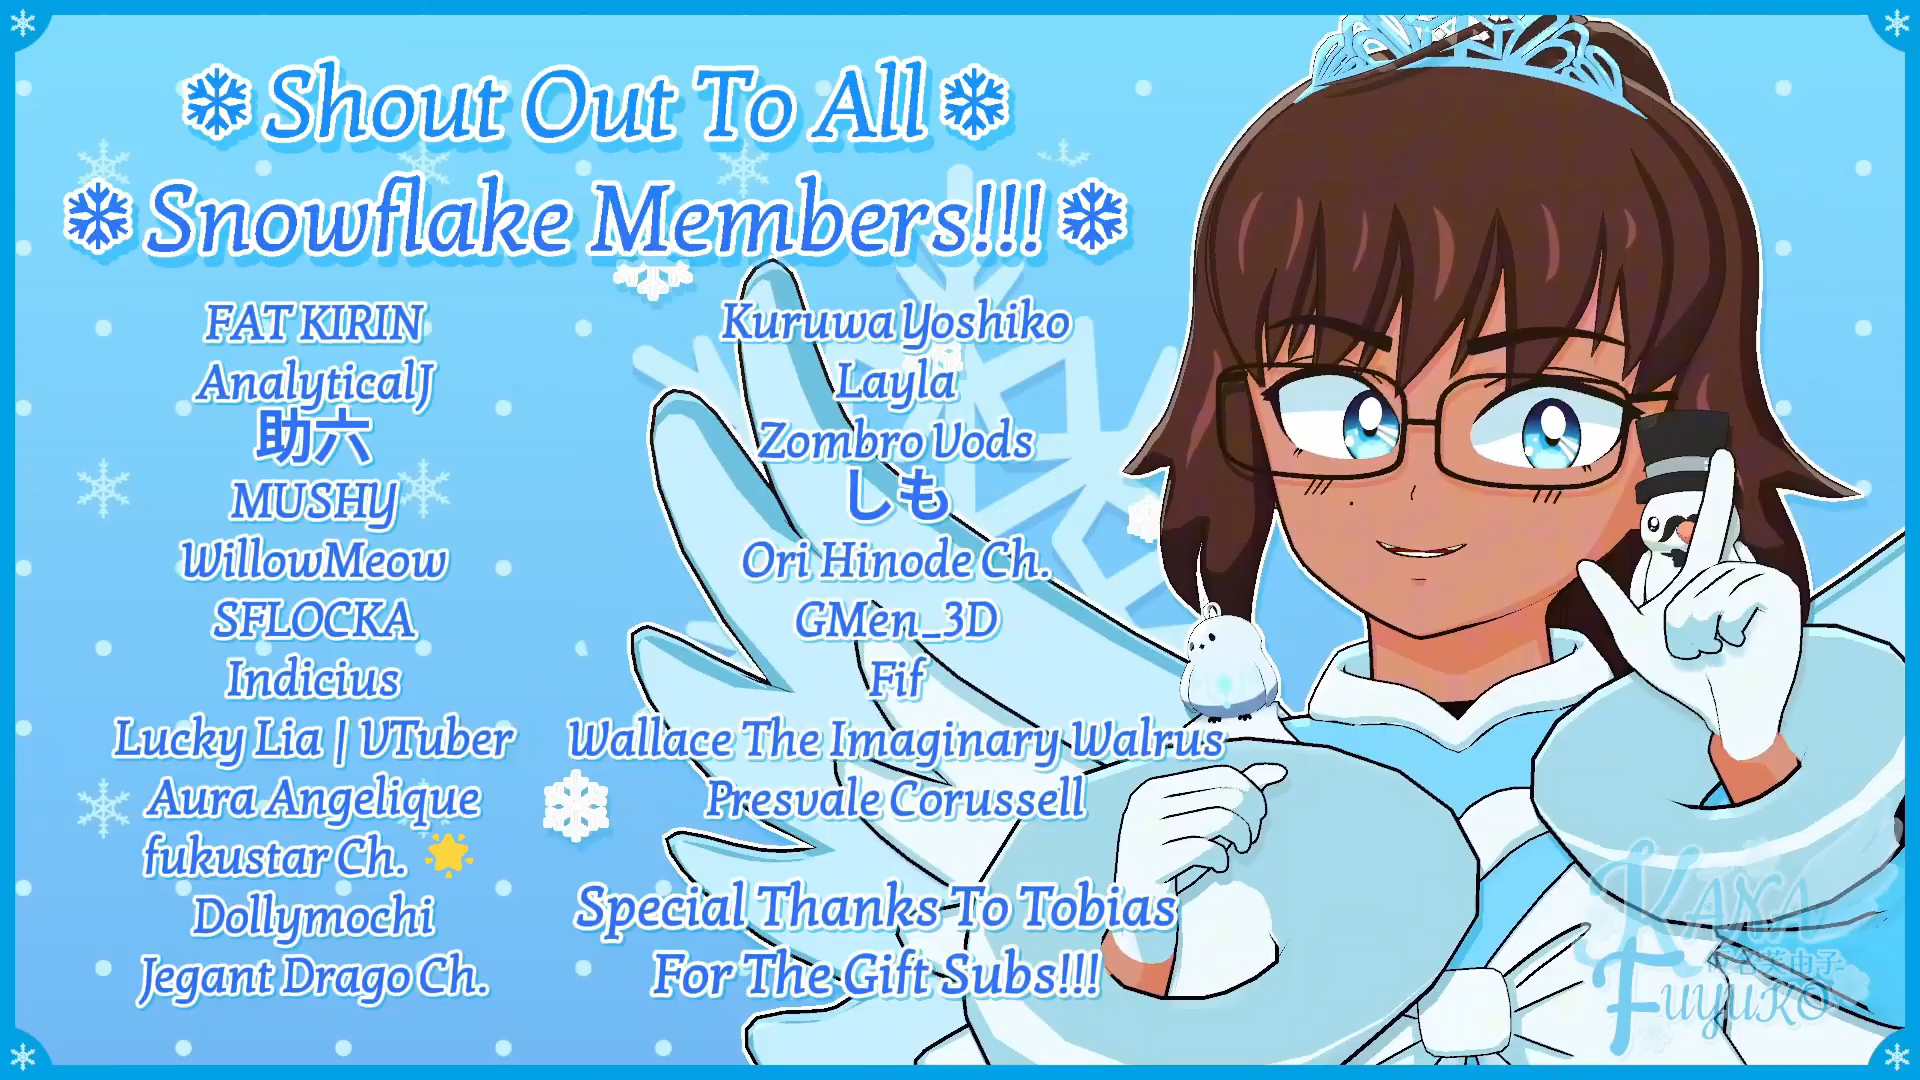 Shout Out To All
Snowflake Members!!!
FAT KIRIN
AnalyticalJ
助六
MUSHY
WillowMeow
SFLOCKA
Indicius
Lucky Lia | VTuber
Aura Angelique
fukustar Ch. 🌟
Dollymochi
Jegant Drago Ch.
Kuruwa Yoshiko
Layla
Zombro Vods
しも
Ori Hinode Ch.
GMen_3D
Fif
Wallace The Imaginary Walrus
Presvale Corussell
Special Thanks To Tobias
For The Gift Subs!!!
Kaya
Fuyuko